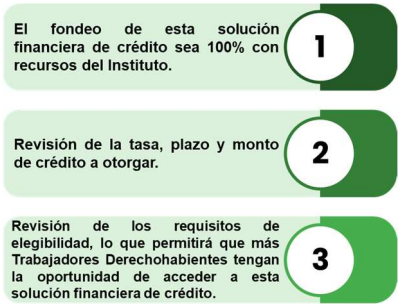 El fondeo de esta solución
financiera de crédito sea 100% con
recursos del Instituto.
1
Revisión de la tasa, plazo y monto
de crédito a otorgar.
2
Revisión de los requisitos de
elegibilidad, lo que permitirá que más
Trabajadores Derechohabientes tengan
la oportunidad de acceder a esta
solución financiera de crédito.
3